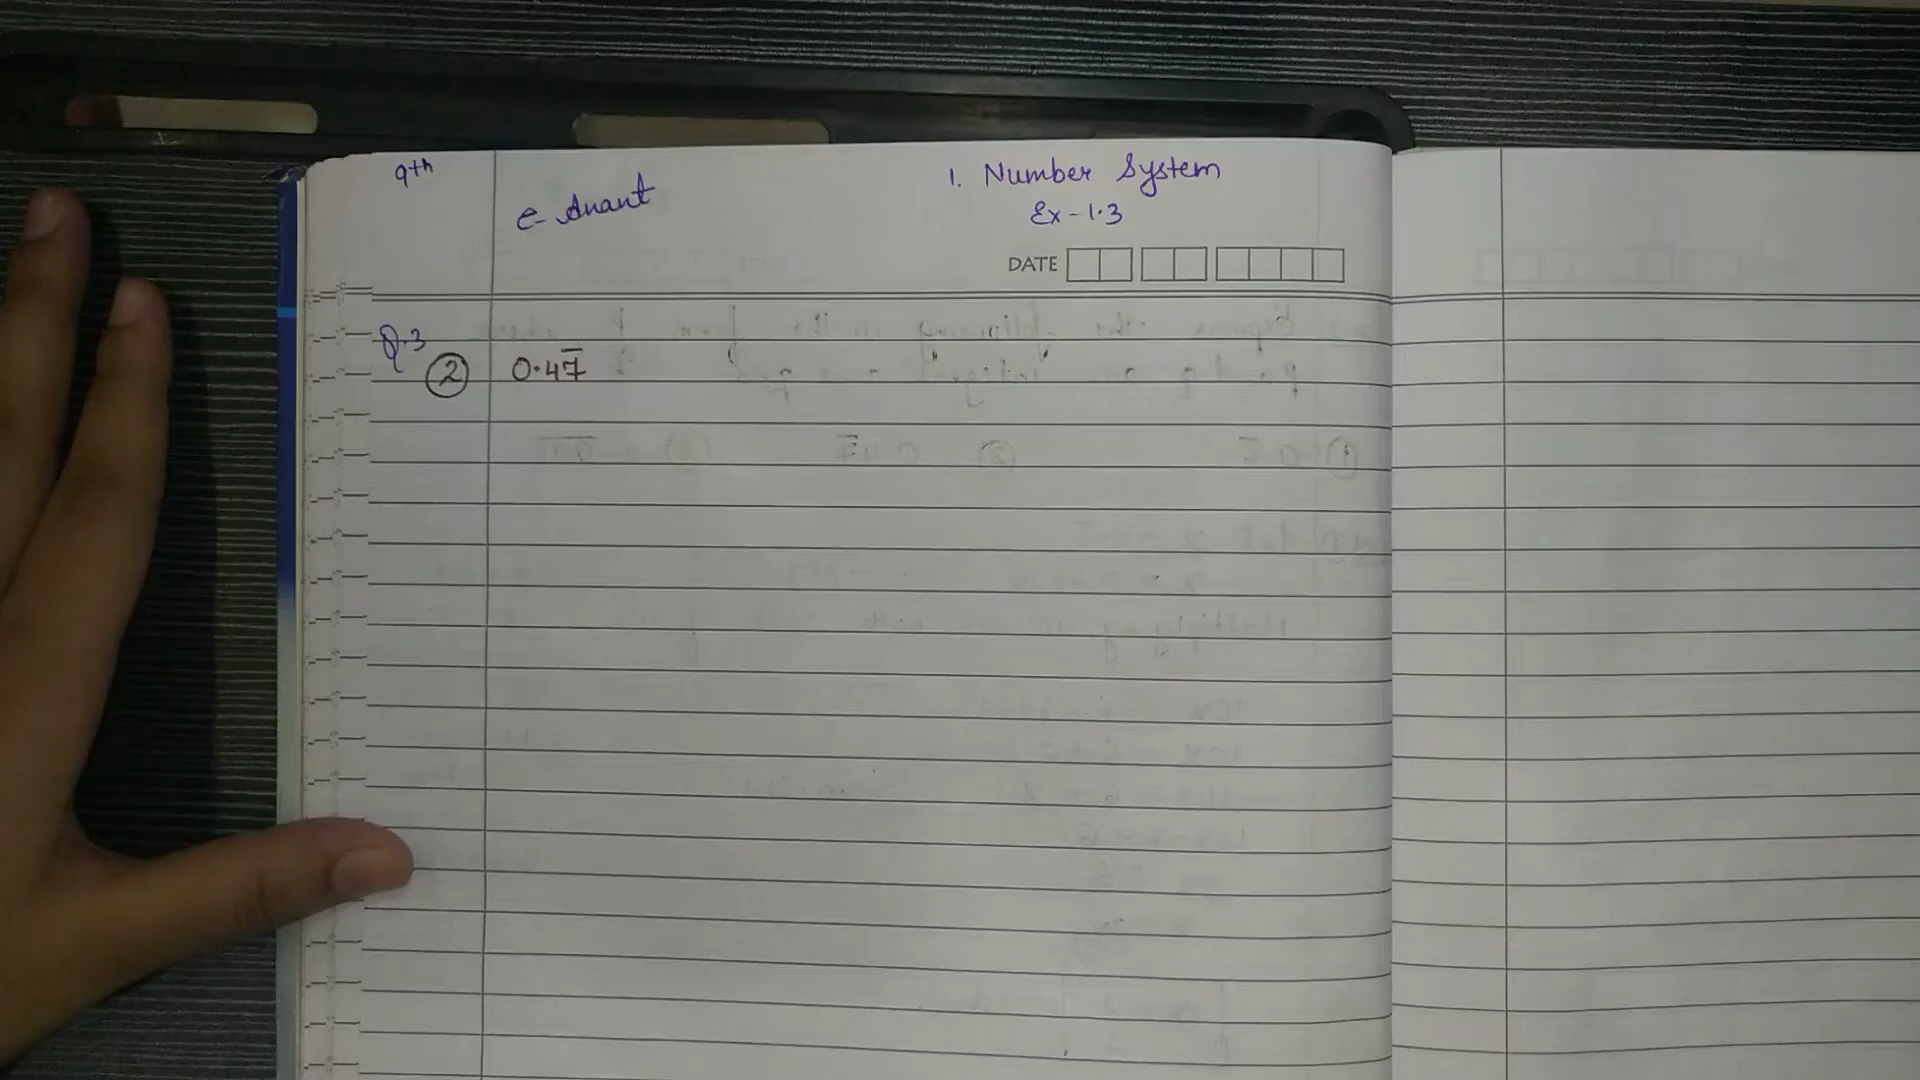 9th
e-Anant
1. Number System
Ex-1.3
DATE
Q.3
② 0.47̅